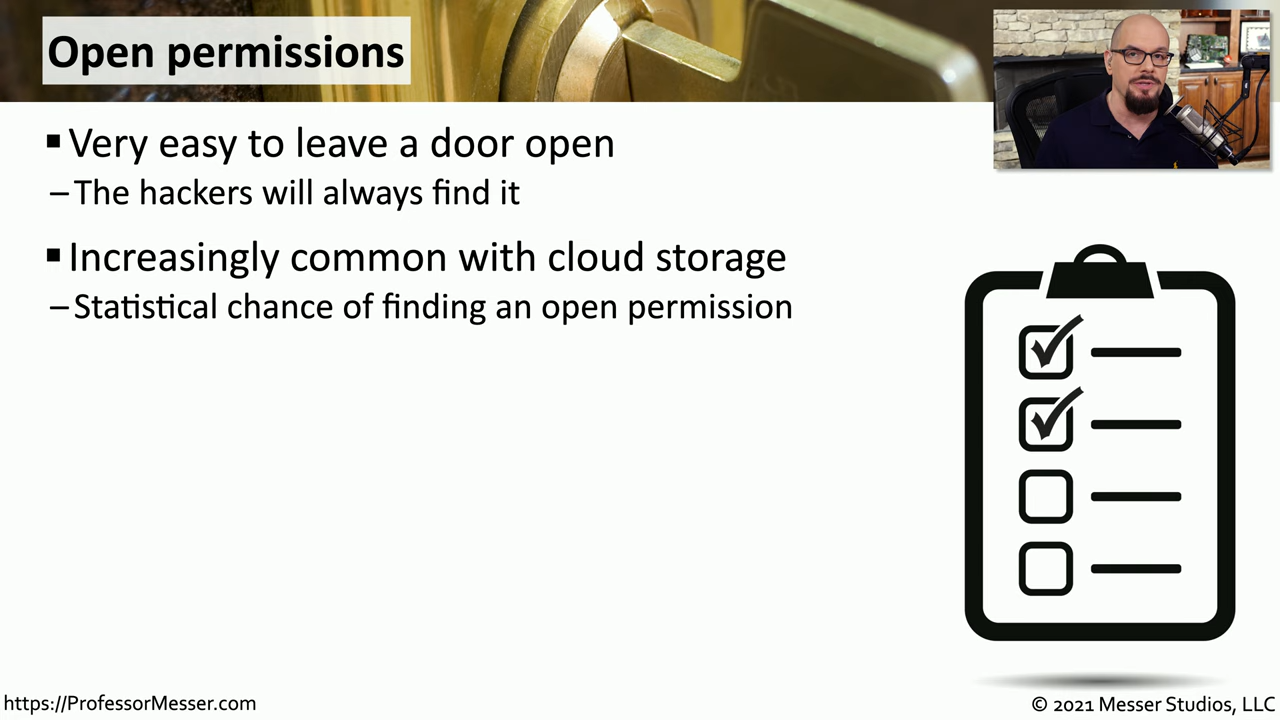 Open permissions
▪ Very easy to leave a door open
– The hackers will always find it
▪ Increasingly common with cloud storage
– Statistical chance of finding an open permission
https://ProfessorMesser.com
© 2021 Messer Studios, LLC